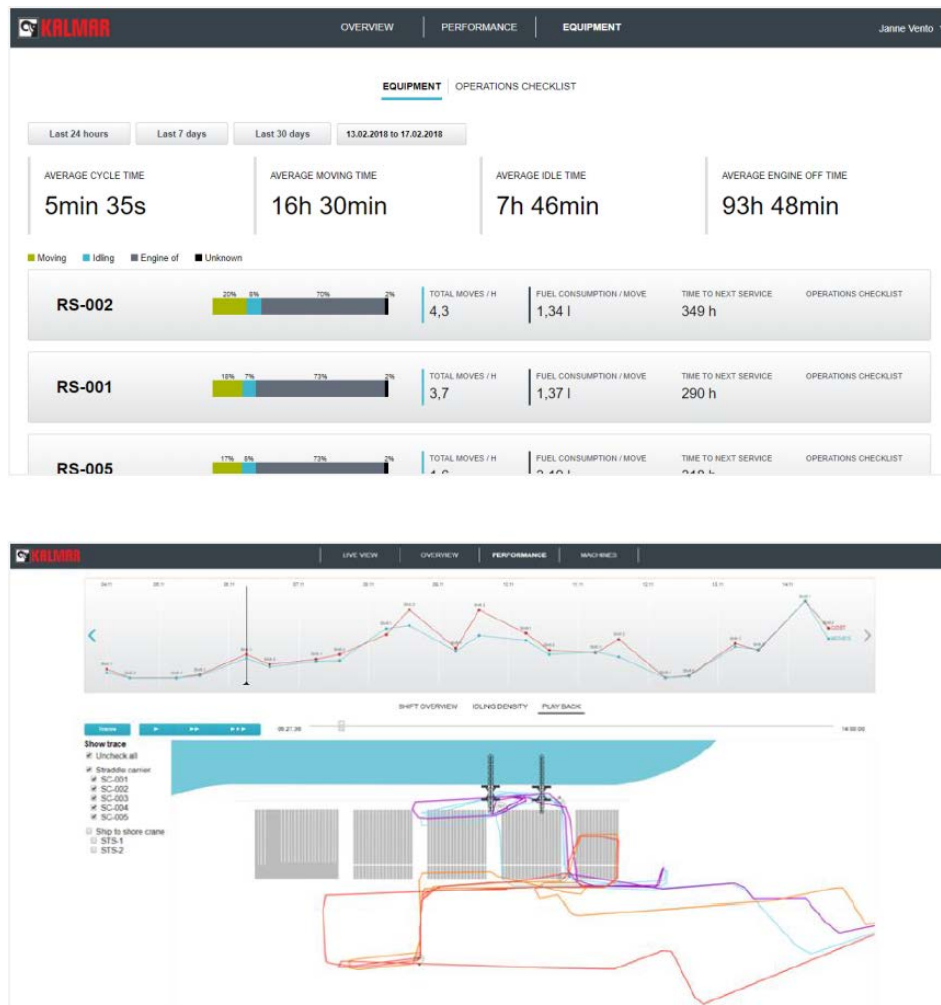 KALMAR OVERVIEW PERFORMANCE EQUIPMENT Janne Vento
EQUIPMENT OPERATIONS CHECKLIST
Last 24 hours Last 7 days Last 30 days 13.02.2018 to 17.02.2018
AVERAGE CYCLE TIME AVERAGE MOVING TIME AVERAGE IDLE TIME AVERAGE ENGINE OFF TIME
5min 35s 16h 30min 7h 46min 93h 48min
Moving Idling Engine of Unknown
20% 8% 70% 2% TOTAL MOVES / H FUEL CONSUMPTION / MOVE TIME TO NEXT SERVICE OPERATIONS CHECKLIST
RS-002 4,3 1,34 l 349 h
18% 7% 73% 2% TOTAL MOVES / H FUEL CONSUMPTION / MOVE TIME TO NEXT SERVICE OPERATIONS CHECKLIST
RS-001 3,7 1,37 l 290 h
17% 8% 73% 2% TOTAL MOVES / H FUEL CONSUMPTION / MOVE TIME TO NEXT SERVICE OPERATIONS CHECKLIST
RS-005
KALMAR LIVE VIEW OVERVIEW PERFORMANCE MACHINES
COST
MOVES
SHIFT OVERVIEW IDLING DENSITY PLAY BACK
Show trace
Uncheck all
Straddle carrier
SC-001
SC-002
SC-003
SC-004
SC-005
Ship to shore crane
STS-1
STS-2